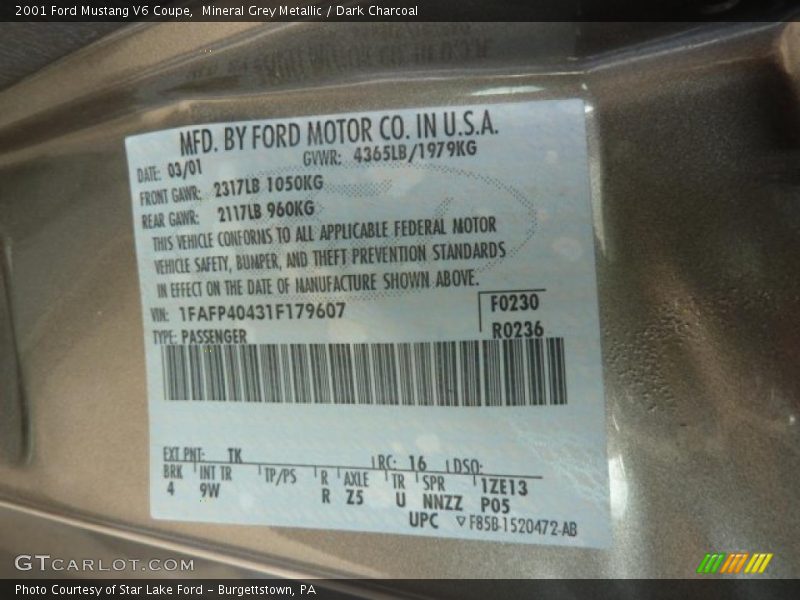 2001 Ford Mustang V6 Coupe,  Mineral Grey Metallic / Dark Charcoal
MFD. BY FORD MOTOR CO. IN U.S.A.
DATE: 03/01 GVWR: 4365LB/1979KG
FRONT GAWR: 2317LB 1050KG
REAR GAWR: 2117LB 960KG
THIS VEHICLE CONFORMS TO ALL APPLICABLE FEDERAL MOTOR
VEHICLE SAFETY, BUMPER, AND THEFT PREVENTION STANDARDS
IN EFFECT ON THE DATE OF MANUFACTURE SHOWN ABOVE.
VIN: 1FAFP40431F179607 F0230
TYPE: PASSENGER R0236
EXT PNT: TK RC: 16 DSO:
BRK INT TR TP/PS R AXLE TR SPR 1ZE13
4 9W R Z5 U NNZZ P05
UPC ▽F85B-1520472-AB
GTCARLOT.COM
Photo Courtesy of Star Lake Ford – Burgettstown, PA